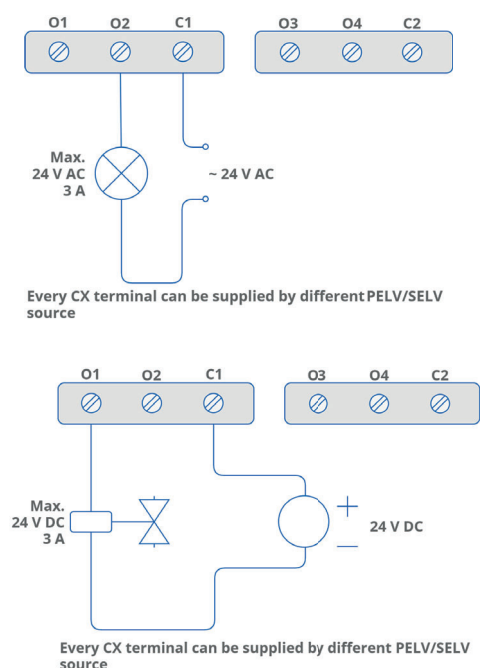 O1 O2 C1 O3 O4 C2
Max.
24 V AC
3 A
~ 24 V AC
Every CX terminal can be supplied by different PELV/SELV
source
O1 O2 C1 O3 O4 C2
Max.
24 V DC
3 A
24 V DC
Every CX terminal can be supplied by different PELV/SELV
source